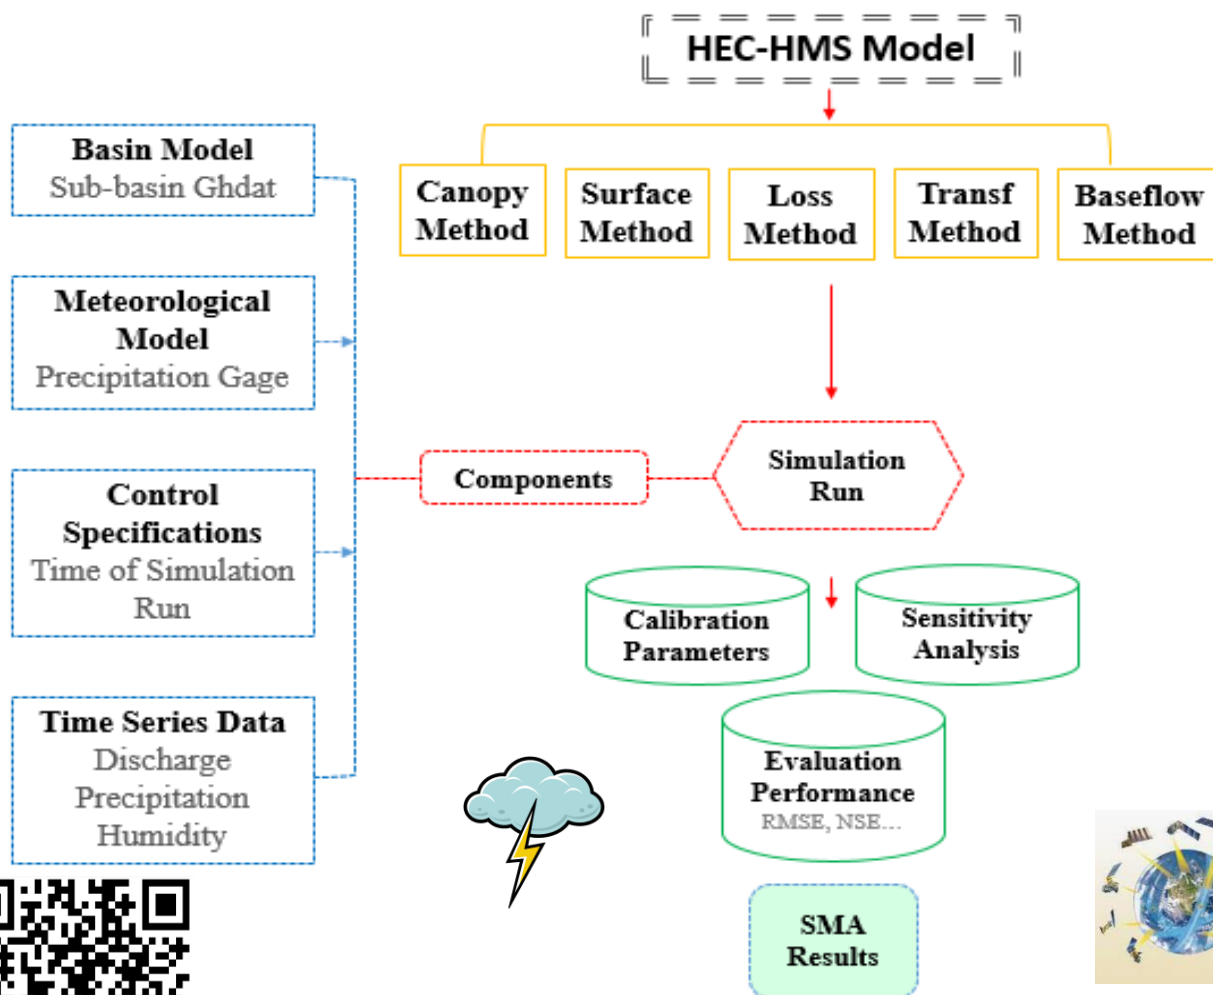 HEC-HMS Model
Basin Model
Sub-basin Ghdat
Canopy
Method
Surface
Method
Loss
Method
Transf
Method
Baseflow
Method
Meteorological
Model
Precipitation Gage
Control
Specifications
Time of Simulation
Run
Components
Simulation
Run
Calibration
Parameters
Sensitivity
Analysis
Time Series Data
Discharge
Precipitation
Humidity
Evaluation
Performance
RMSE, NSE...
SMA
Results